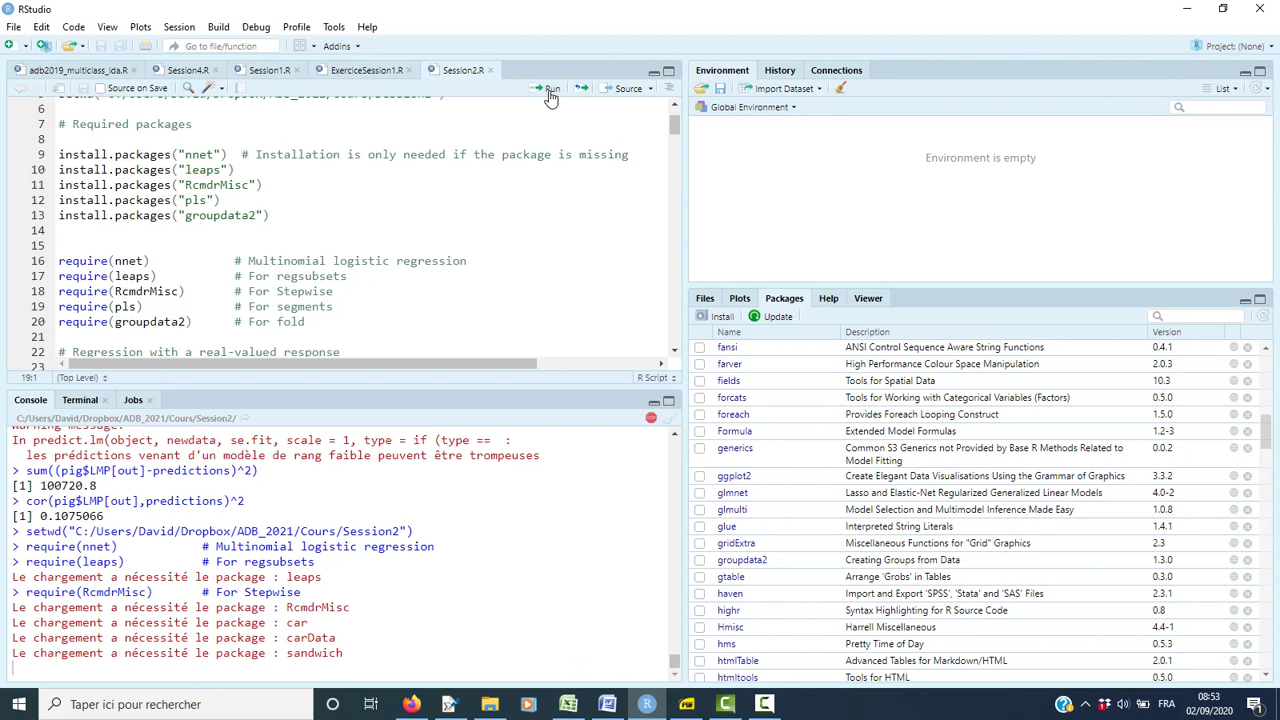 RStudio
File Edit Code View Plots Session Build Debug Profile Tools Help
Go to file/function Addins Project: (None)
adb2019_multiclass_lda.R Session4.R Session1.R ExerciceSession1.R Session2.R
Source on Save Run Source
6
7 # Required packages
8
9 install.packages("nnet") # Installation is only needed if the package is missing
10 install.packages("leaps")
11 install.packages("RcmdrMisc")
12 install.packages("pls")
13 install.packages("groupdata2")
14
15
16 require(nnet) # Multinomial logistic regression
17 require(leaps) # For regsubsets
18 require(RcmdrMisc) # For Stepwise
19 require(pls) # For segments
20 require(groupdata2) # For fold
21
22 # Regression with a real-valued response
23
19:1 (Top Level) R Script
Console Terminal Jobs
C:/Users/David/Dropbox/ADB_2021/Cours/Session2/
Warning message:
In predict.lm(object, newdata, se.fit, scale = 1, type = if (type == :
les prédictions venant d'un modèle de rang faible peuvent être trompeuses
> sum((pig$LMP[out]-predictions)^2)
[1] 100720.8
> cor(pig$LMP[out],predictions)^2
[1] 0.1075066
> setwd("C:/Users/David/Dropbox/ADB_2021/Cours/Session2")
> require(nnet) # Multinomial logistic regression
> require(leaps) # For regsubsets
Le chargement a nécessité le package : leaps
> require(RcmdrMisc) # For Stepwise
Le chargement a nécessité le package : RcmdrMisc
Le chargement a nécessité le package : car
Le chargement a nécessité le package : carData
Le chargement a nécessité le package : sandwich
Environment History Connections
Import Dataset List
Global Environment
Environment is empty
Files Plots Packages Help Viewer
Install Update
Name Description Version
fansi ANSI Control Sequence Aware String Functions 0.4.1
farver High Performance Colour Space Manipulation 2.0.3
fields Tools for Spatial Data 10.3
forcats Tools for Working with Categorical Variables (Factors) 0.5.0
foreach Provides Foreach Looping Construct 1.5.0
Formula Extended Model Formulas 1.2-3
generics Common S3 Generics not Provided by Base R Methods Related to 0.0.2
Model Fitting
ggplot2 Create Elegant Data Visualisations Using the Grammar of Graphics 3.3.2
glmnet Lasso and Elastic-Net Regularized Generalized Linear Models 4.0-2
glmulti Model Selection and Multimodel Inference Made Easy 1.0.8
glue Interpreted String Literals 1.4.1
gridExtra Miscellaneous Functions for "Grid" Graphics 2.3
groupdata2 Creating Groups from Data 1.3.0
gtable Arrange 'Grobs' in Tables 0.3.0
haven Import and Export 'SPSS', 'Stata' and 'SAS' Files 2.3.1
highr Syntax Highlighting for R Source Code 0.8
Hmisc Harrell Miscellaneous 4.4-1
hms Pretty Time of Day 0.5.3
htmlTable Advanced Tables for Markdown/HTML 2.0.1
htmltools Tools for HTML 0.5.0
Taper ici pour rechercher
FRA
08:53
02/09/2020